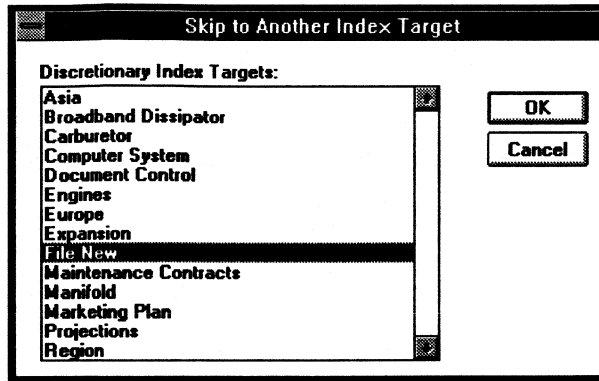 Skip to Another Index Target
Discretionary Index Targets:
Asia
Broadband Dissipator
Carburetor
Computer System
Document Control
Engines
Europe
Expansion
File New
Maintenance Contracts
Manifold
Marketing Plan
Projections
Region
OK
Cancel